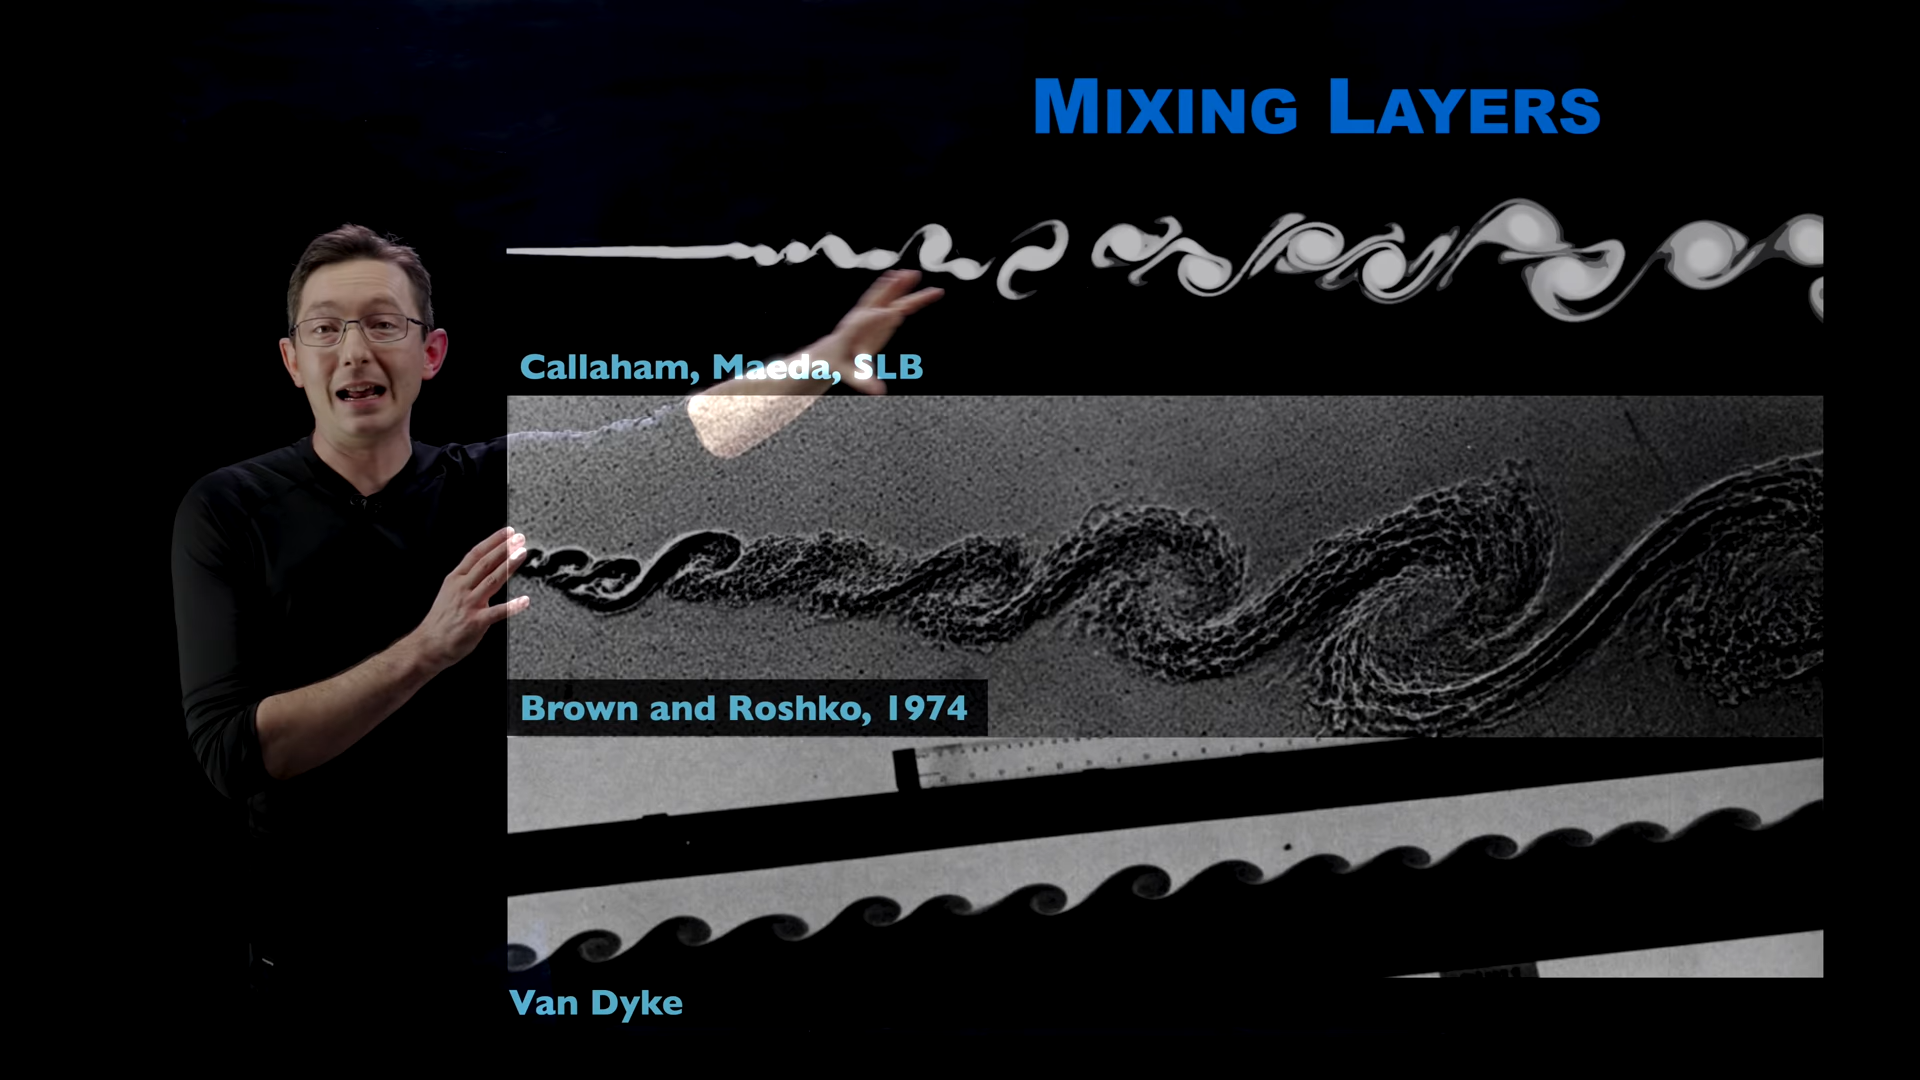 MIXING LAYERS
Callaham, Maeda, SLB
Brown and Roshko, 1974
Van Dyke